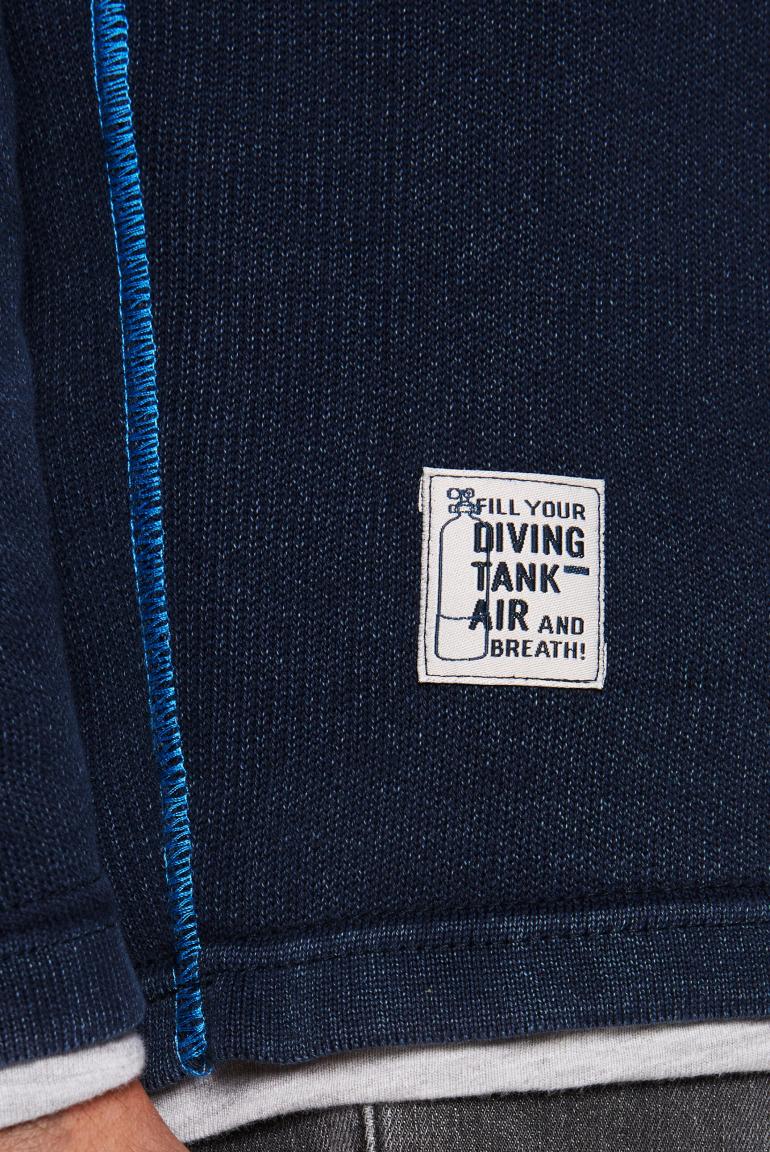 FILL YOUR
DIVING
TANK —
AIR AND
BREATH!